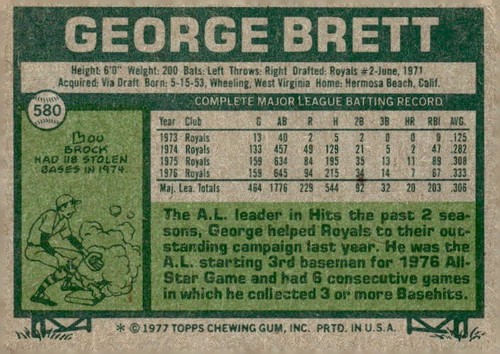 GEORGE BRETT
Height: 6'0" Weight: 200 Bats: Left Throws: Right Drafted: Royals #2-June, 1971
Acquired: Via Draft Born: 5-15-53, Wheeling, West Virginia Home: Hermosa Beach, Calif.
580
COMPLETE MAJOR LEAGUE BATTING RECORD
Year Club G AB R H 2B 3B HR RBI AVG.
1973 Royals 13 40 2 5 2 0 0 0 .125
1974 Royals 133 457 49 129 21 5 2 47 .282
1975 Royals 159 634 84 195 35 13 11 89 .308
1976 Royals 159 645 94 215 34 14 7 67 .333
Maj. Lea. Totals 464 1776 229 544 92 32 20 203 .306
LOU
BROCK
HAD 118 STOLEN
BASES IN 1974.
The A.L. leader in Hits the past 2 sea-
sons, George helped Royals to their out-
standing campaign last year. He was the
A.L. starting 3rd baseman for 1976 All-
Star Game and had 6 consecutive games
in which he collected 3 or more Basehits.
* © 1977 TOPPS CHEWING GUM, INC. PRTD. IN U.S.A.